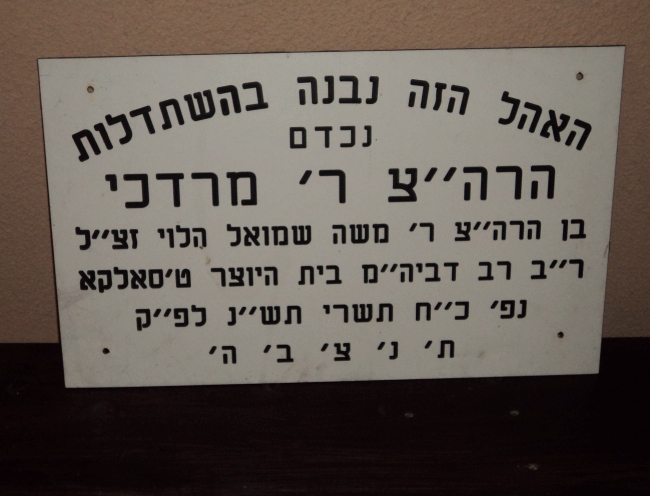 האהל הזה נבנה בהשתדלות
נכדם
הרה״צ ר׳ מרדכי
בן הרה״צ ר׳ משה שמואל הלוי זצ״ל
ר״ב רב דביה״מ בית היוצר ט׳סאלקא
נפ׳ כ״ח תשרי תש״נ לפ״ק
ת׳ נ׳ צ׳ ב׳ ה׳